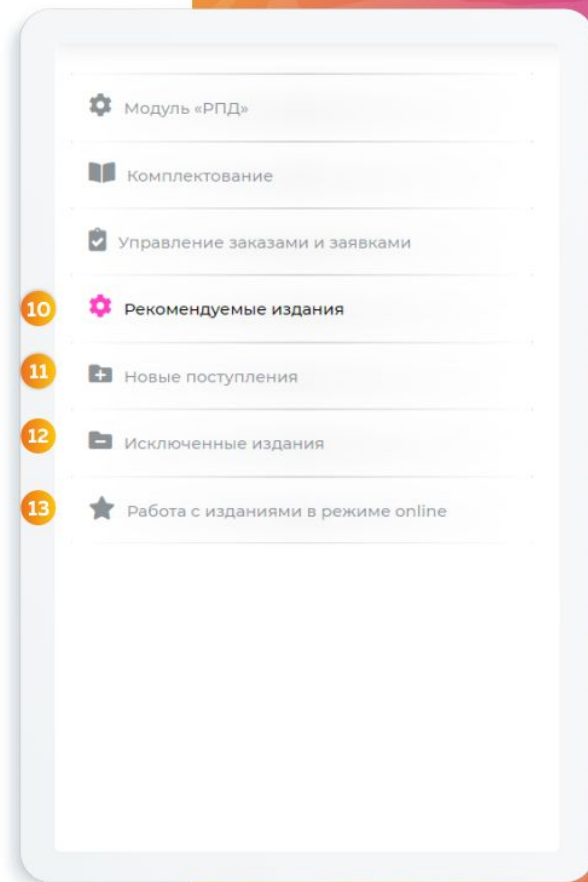 Модуль «РПД»
Комплектование
Управление заказами и заявками
10 Рекомендуемые издания
11 Новые поступления
12 Исключенные издания
13 Работа с изданиями в режиме online